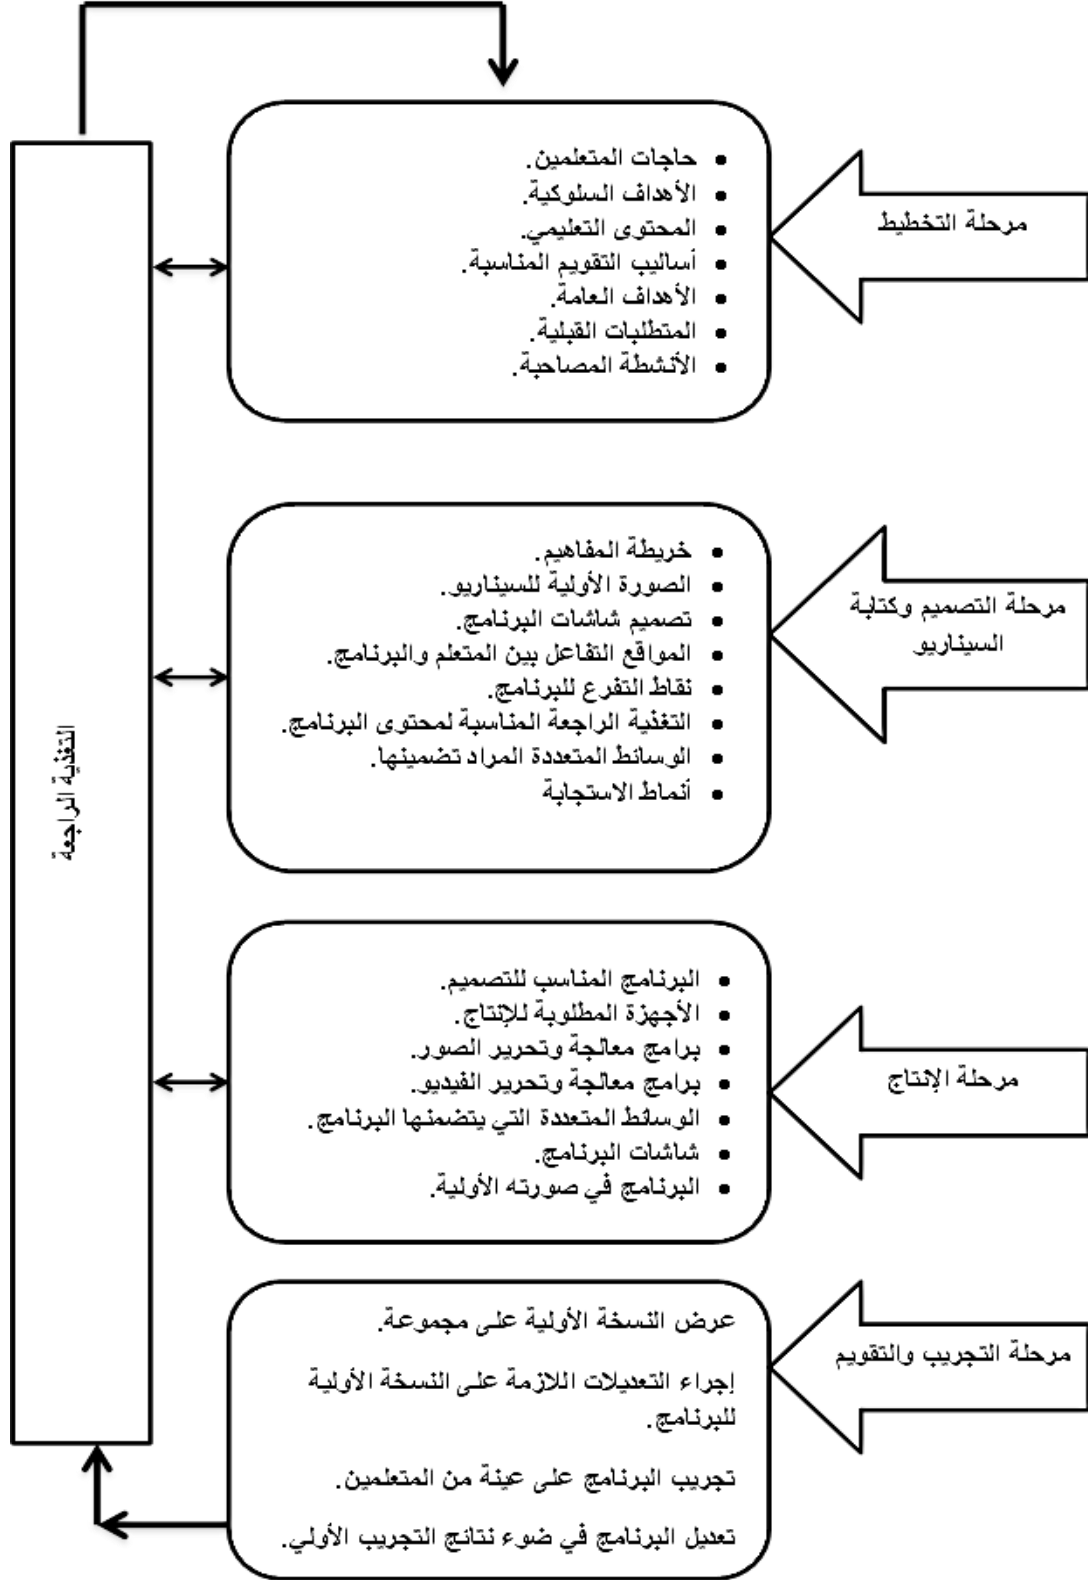 مرحلة التخطيط
• حاجات المتعلمين.
• الأهداف السلوكية.
• المحتوى التعليمي.
• أساليب التقويم المناسبة.
• الأهداف العامة.
• المتطلبات القبلية.
• الأنشطة المصاحبة.
مرحلة التصميم وكتابة
السيناريو
• خريطة المفاهيم.
• الصورة الأولية للسيناريو.
• تصميم شاشات البرنامج.
• المواقع التفاعل بين المتعلم والبرنامج.
• نقاط التفرع للبرنامج.
• التغذية الراجعة المناسبة لمحتوى البرنامج.
• الوسائط المتعددة المراد تضمينها.
• أنماط الاستجابة
مرحلة الإنتاج
• البرنامج المناسب للتصميم.
• الأجهزة المطلوبة للإنتاج.
• برامج معالجة وتحرير الصور.
• برامج معالجة وتحرير الفيديو.
• الوسائط المتعددة التي يتضمنها البرنامج.
• شاشات البرنامج.
• البرنامج في صورته الأولية.
مرحلة التجريب والتقويم
عرض النسخة الأولية على مجموعة.
إجراء التعديلات اللازمة على النسخة الأولية
للبرنامج.
تجريب البرنامج على عينة من المتعلمين.
تعديل البرنامج في ضوء نتائج التجريب الأولي.
التغذية الراجعة